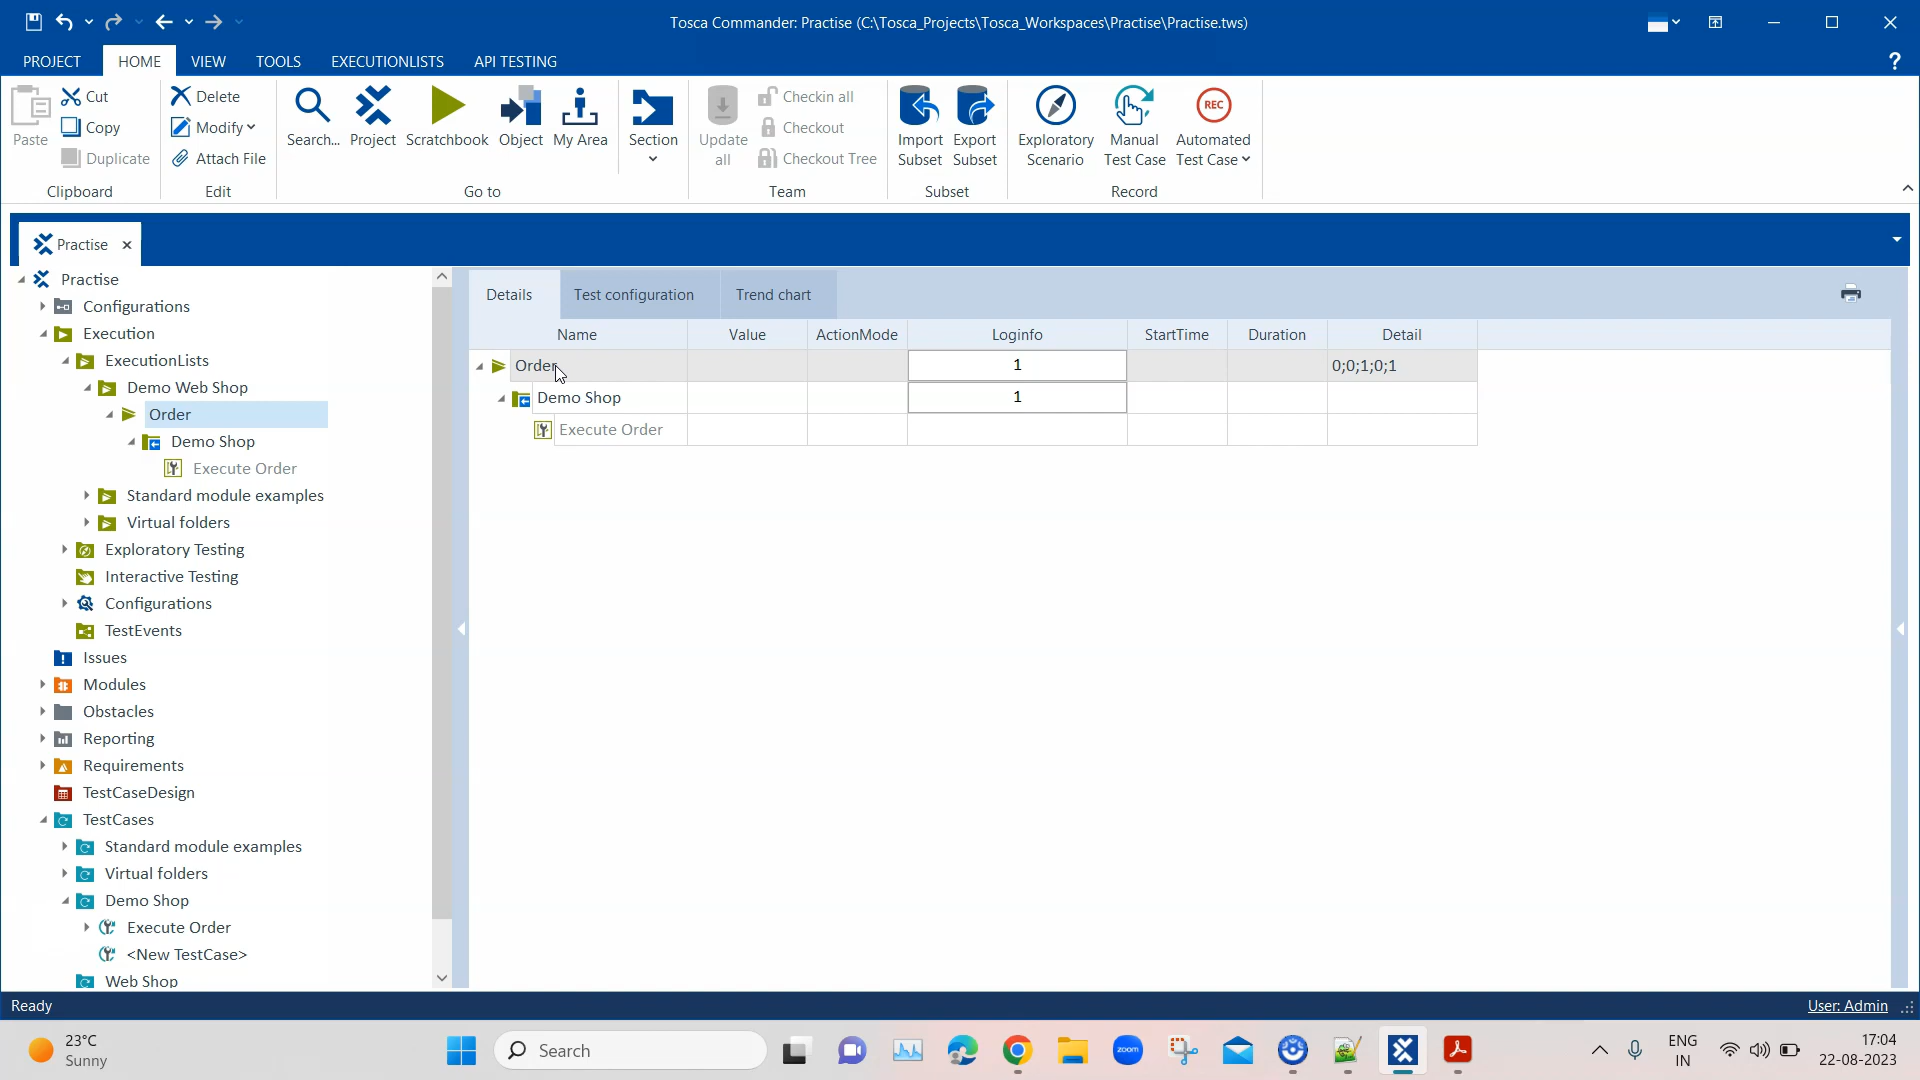 Tosca Commander: Practise (C:\Tosca_Projects\Tosca_Workspaces\Practise\Practise.tws)
PROJECT HOME VIEW TOOLS EXECUTIONLISTS API TESTING ?
Paste
Cut
Copy
Duplicate
Clipboard
Delete
Modify
Attach File
Edit
Search... Project Scratchbook Object My Area Section
Go to
Update all
Checkin all
Checkout
Checkout Tree
Team
Import Subset
Export Subset
Subset
Exploratory Scenario
Manual Test Case
REC
Automated Test Case
Record
Practise
Practise
Configurations
Execution
ExecutionLists
Demo Web Shop
Order
Demo Shop
Execute Order
Standard module examples
Virtual folders
Exploratory Testing
Interactive Testing
Configurations
TestEvents
Issues
Modules
Obstacles
Reporting
Requirements
TestCaseDesign
TestCases
Standard module examples
Virtual folders
Demo Shop
Execute Order
<New TestCase>
Web Shop
Details Test configuration Trend chart
Name Value ActionMode Loginfo StartTime Duration Detail
Order 1 0;0;1;0;1
Demo Shop 1
Execute Order
Ready
User: Admin
23°C
Sunny
Search
zoom
ENG
IN
17:04
22-08-2023